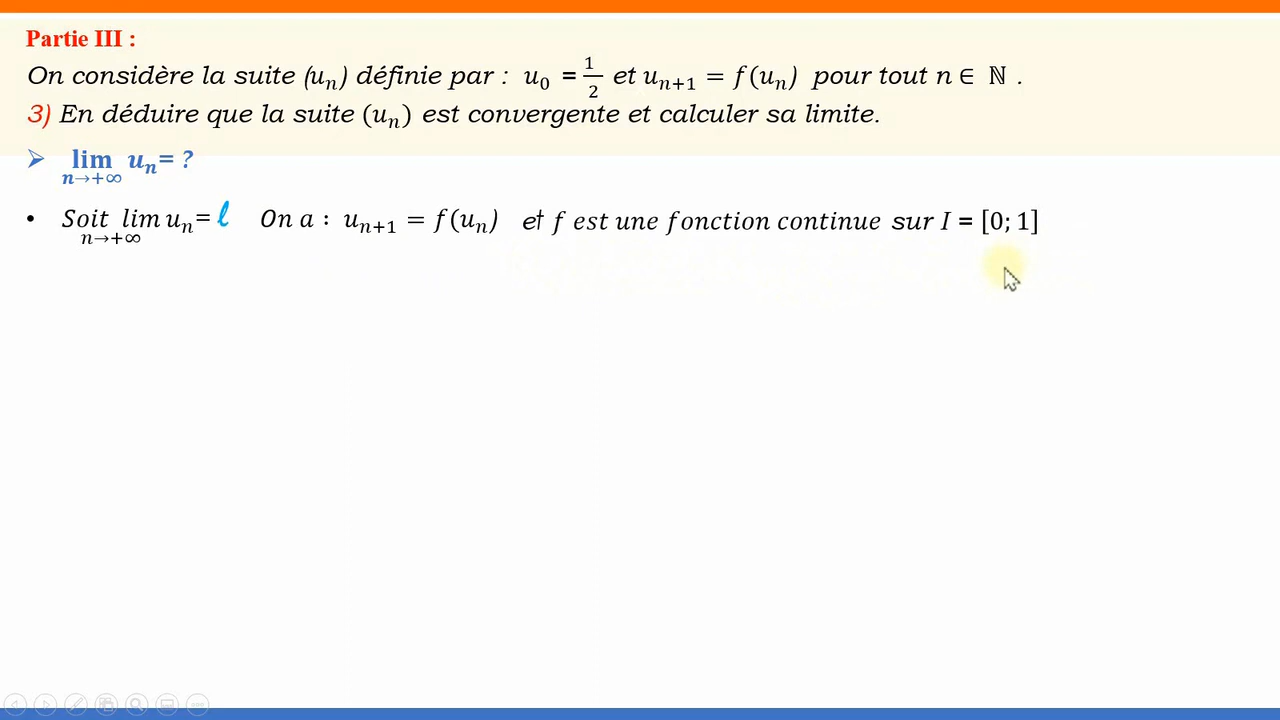 Partie III :
On considère la suite (uₙ) définie par : u₀ = 1/2 et uₙ₊₁ = f(uₙ) pour tout n ∈ ℕ .
3) En déduire que la suite (uₙ) est convergente et calculer sa limite.
➢ lim uₙ= ?
n→+∞
• Soit lim uₙ= ℓ On a : uₙ₊₁ = f(uₙ) et f est une fonction continue sur I = [0; 1]
n→+∞